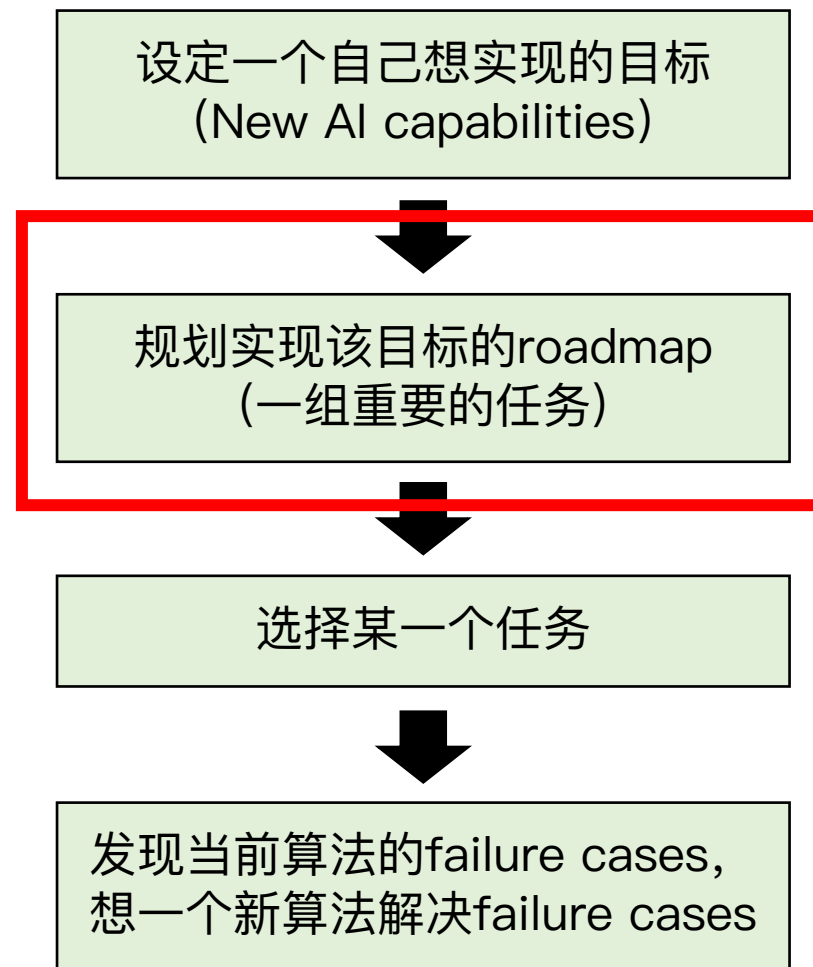 设定一个自己想实现的目标
（New AI capabilities）
规划实现该目标的roadmap
（一组重要的任务）
选择某一个任务
发现当前算法的failure cases，
想一个新算法解决failure cases